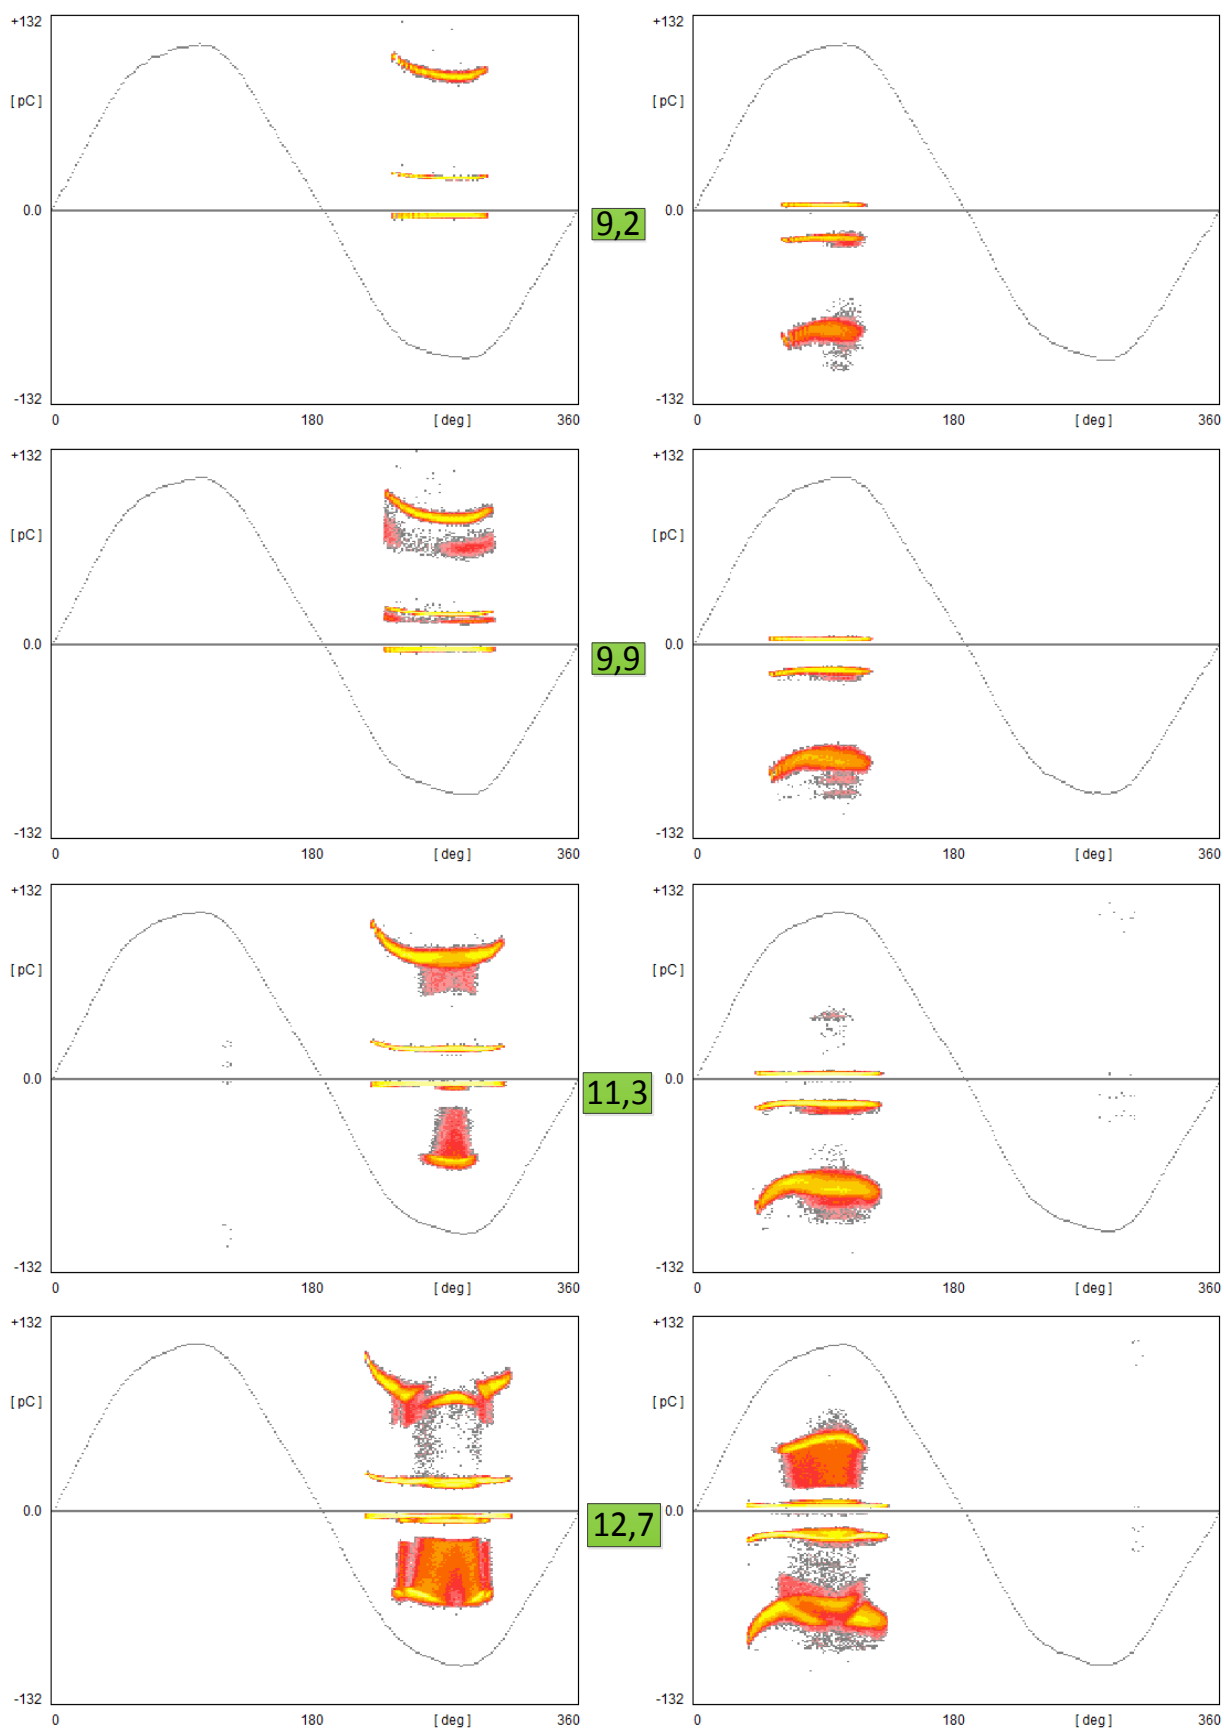 +132 +132
[ pC ] [ pC ]
0.0 9,2 0.0
-132 -132
0 180 [ deg ] 360 0 180 [ deg ] 360
+132 +132
[ pC ] [ pC ]
0.0 9,9 0.0
-132 -132
0 180 [ deg ] 360 0 180 [ deg ] 360
+132 +132
[ pC ] [ pC ]
0.0 11,3 0.0
-132 -132
0 180 [ deg ] 360 0 180 [ deg ] 360
+132 +132
[ pC ] [ pC ]
0.0 12,7 0.0
-132 -132
0 180 [ deg ] 360 0 180 [ deg ] 360